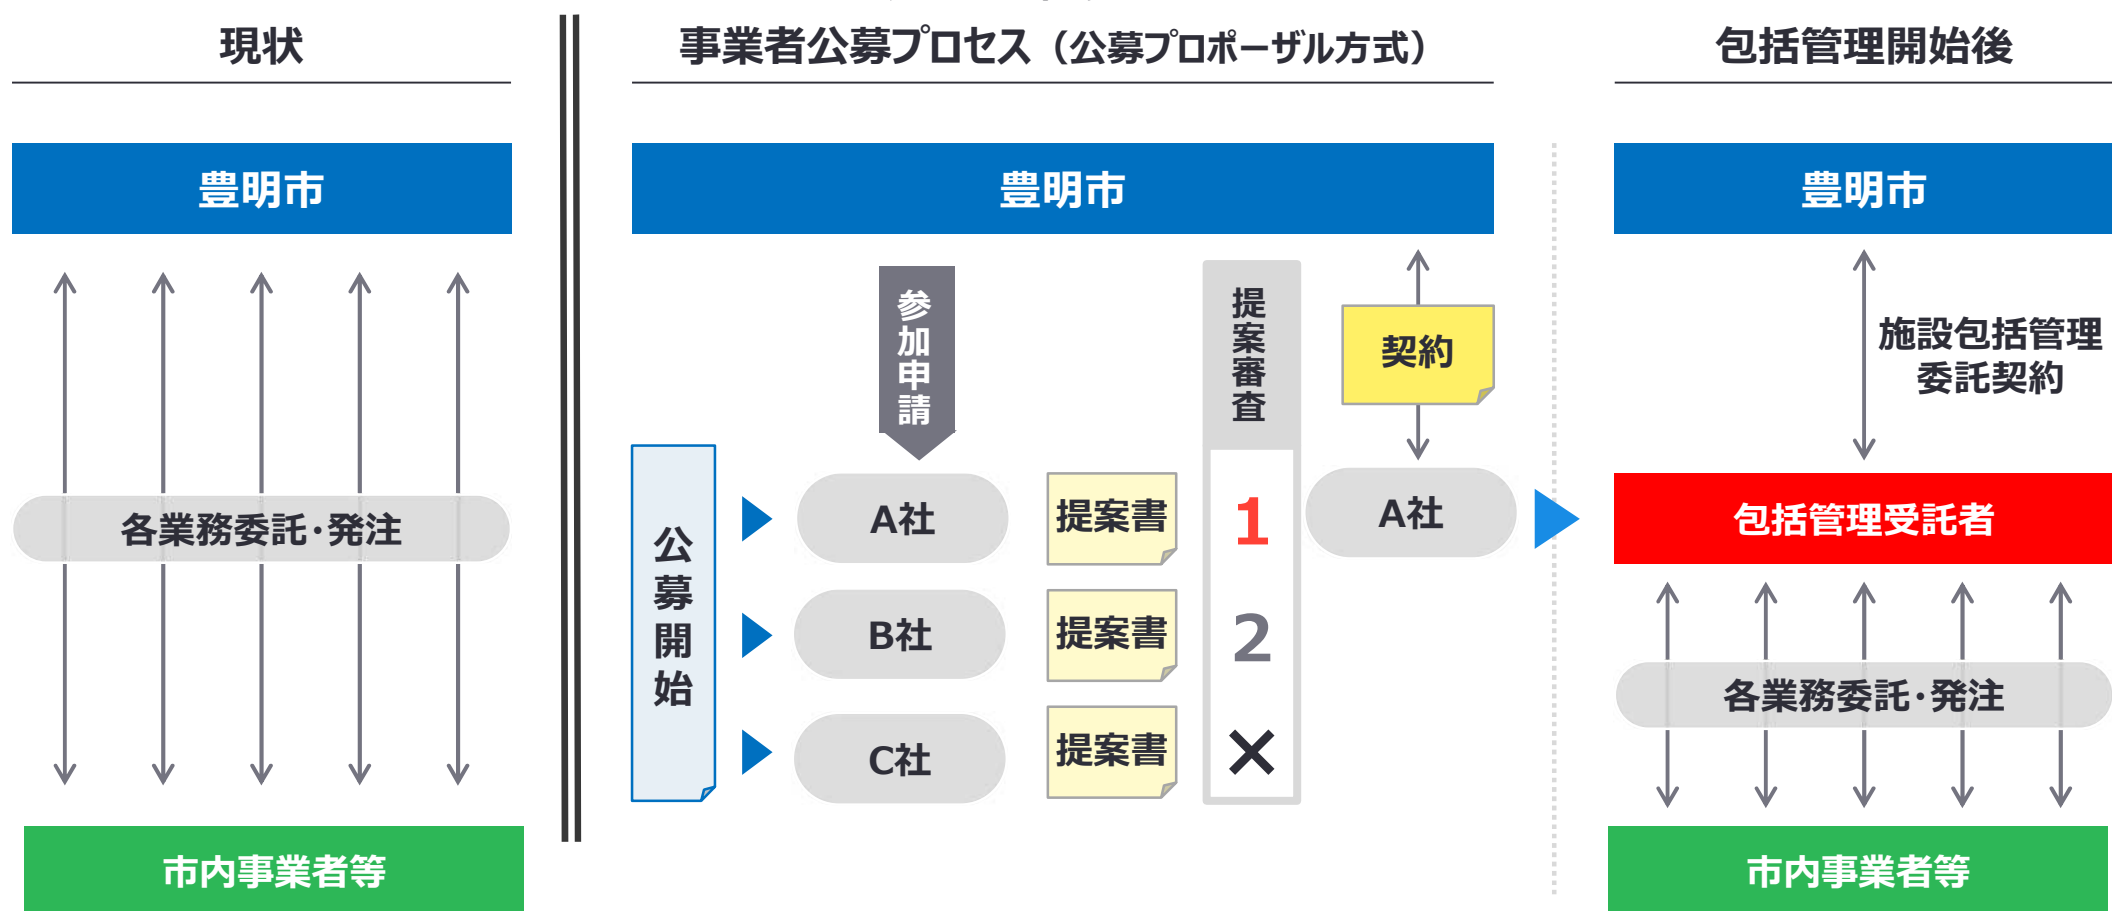 現状
豊明市
各業務委託・発注
市内事業者等
事業者公募プロセス（公募プロポーザル方式）
豊明市
参加申請
提案審査
契約
公募開始
A社
提案書
1
A社
B社
提案書
2
C社
提案書
×
包括管理開始後
豊明市
施設包括管理
委託契約
包括管理受託者
各業務委託・発注
市内事業者等